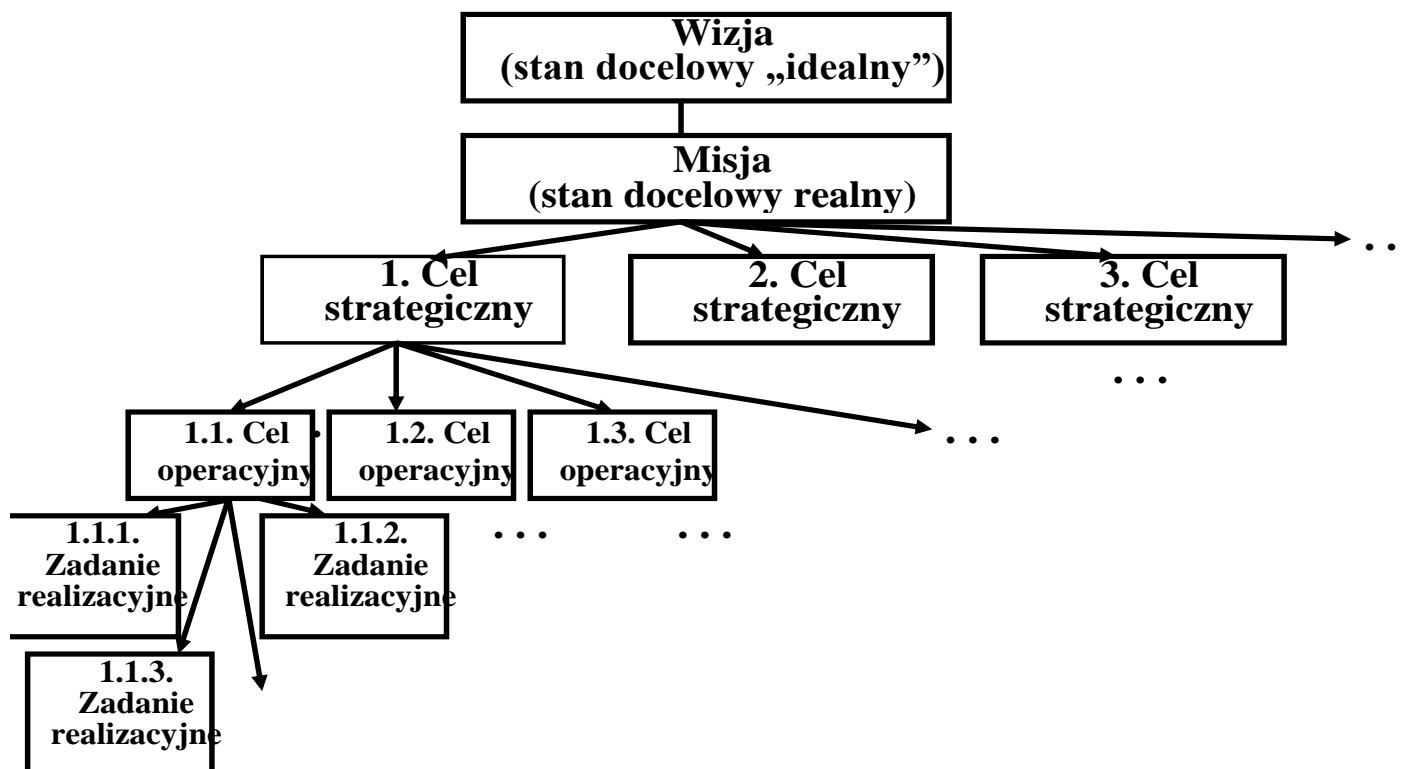 Wizja
(stan docelowy „idealny”)
Misja
(stan docelowy realny)
. .
1. Cel
strategiczny
2. Cel
strategiczny
3. Cel
strategiczny
. . .
1.1. Cel
operacyjny
.
1.2. Cel
operacyjny
1.3. Cel
operacyjny
. . .
1.1.1.
Zadanie
realizacyjne
1.1.2.
Zadanie
realizacyjne
. . .
. . .
1.1.3.
Zadanie
realizacyjne